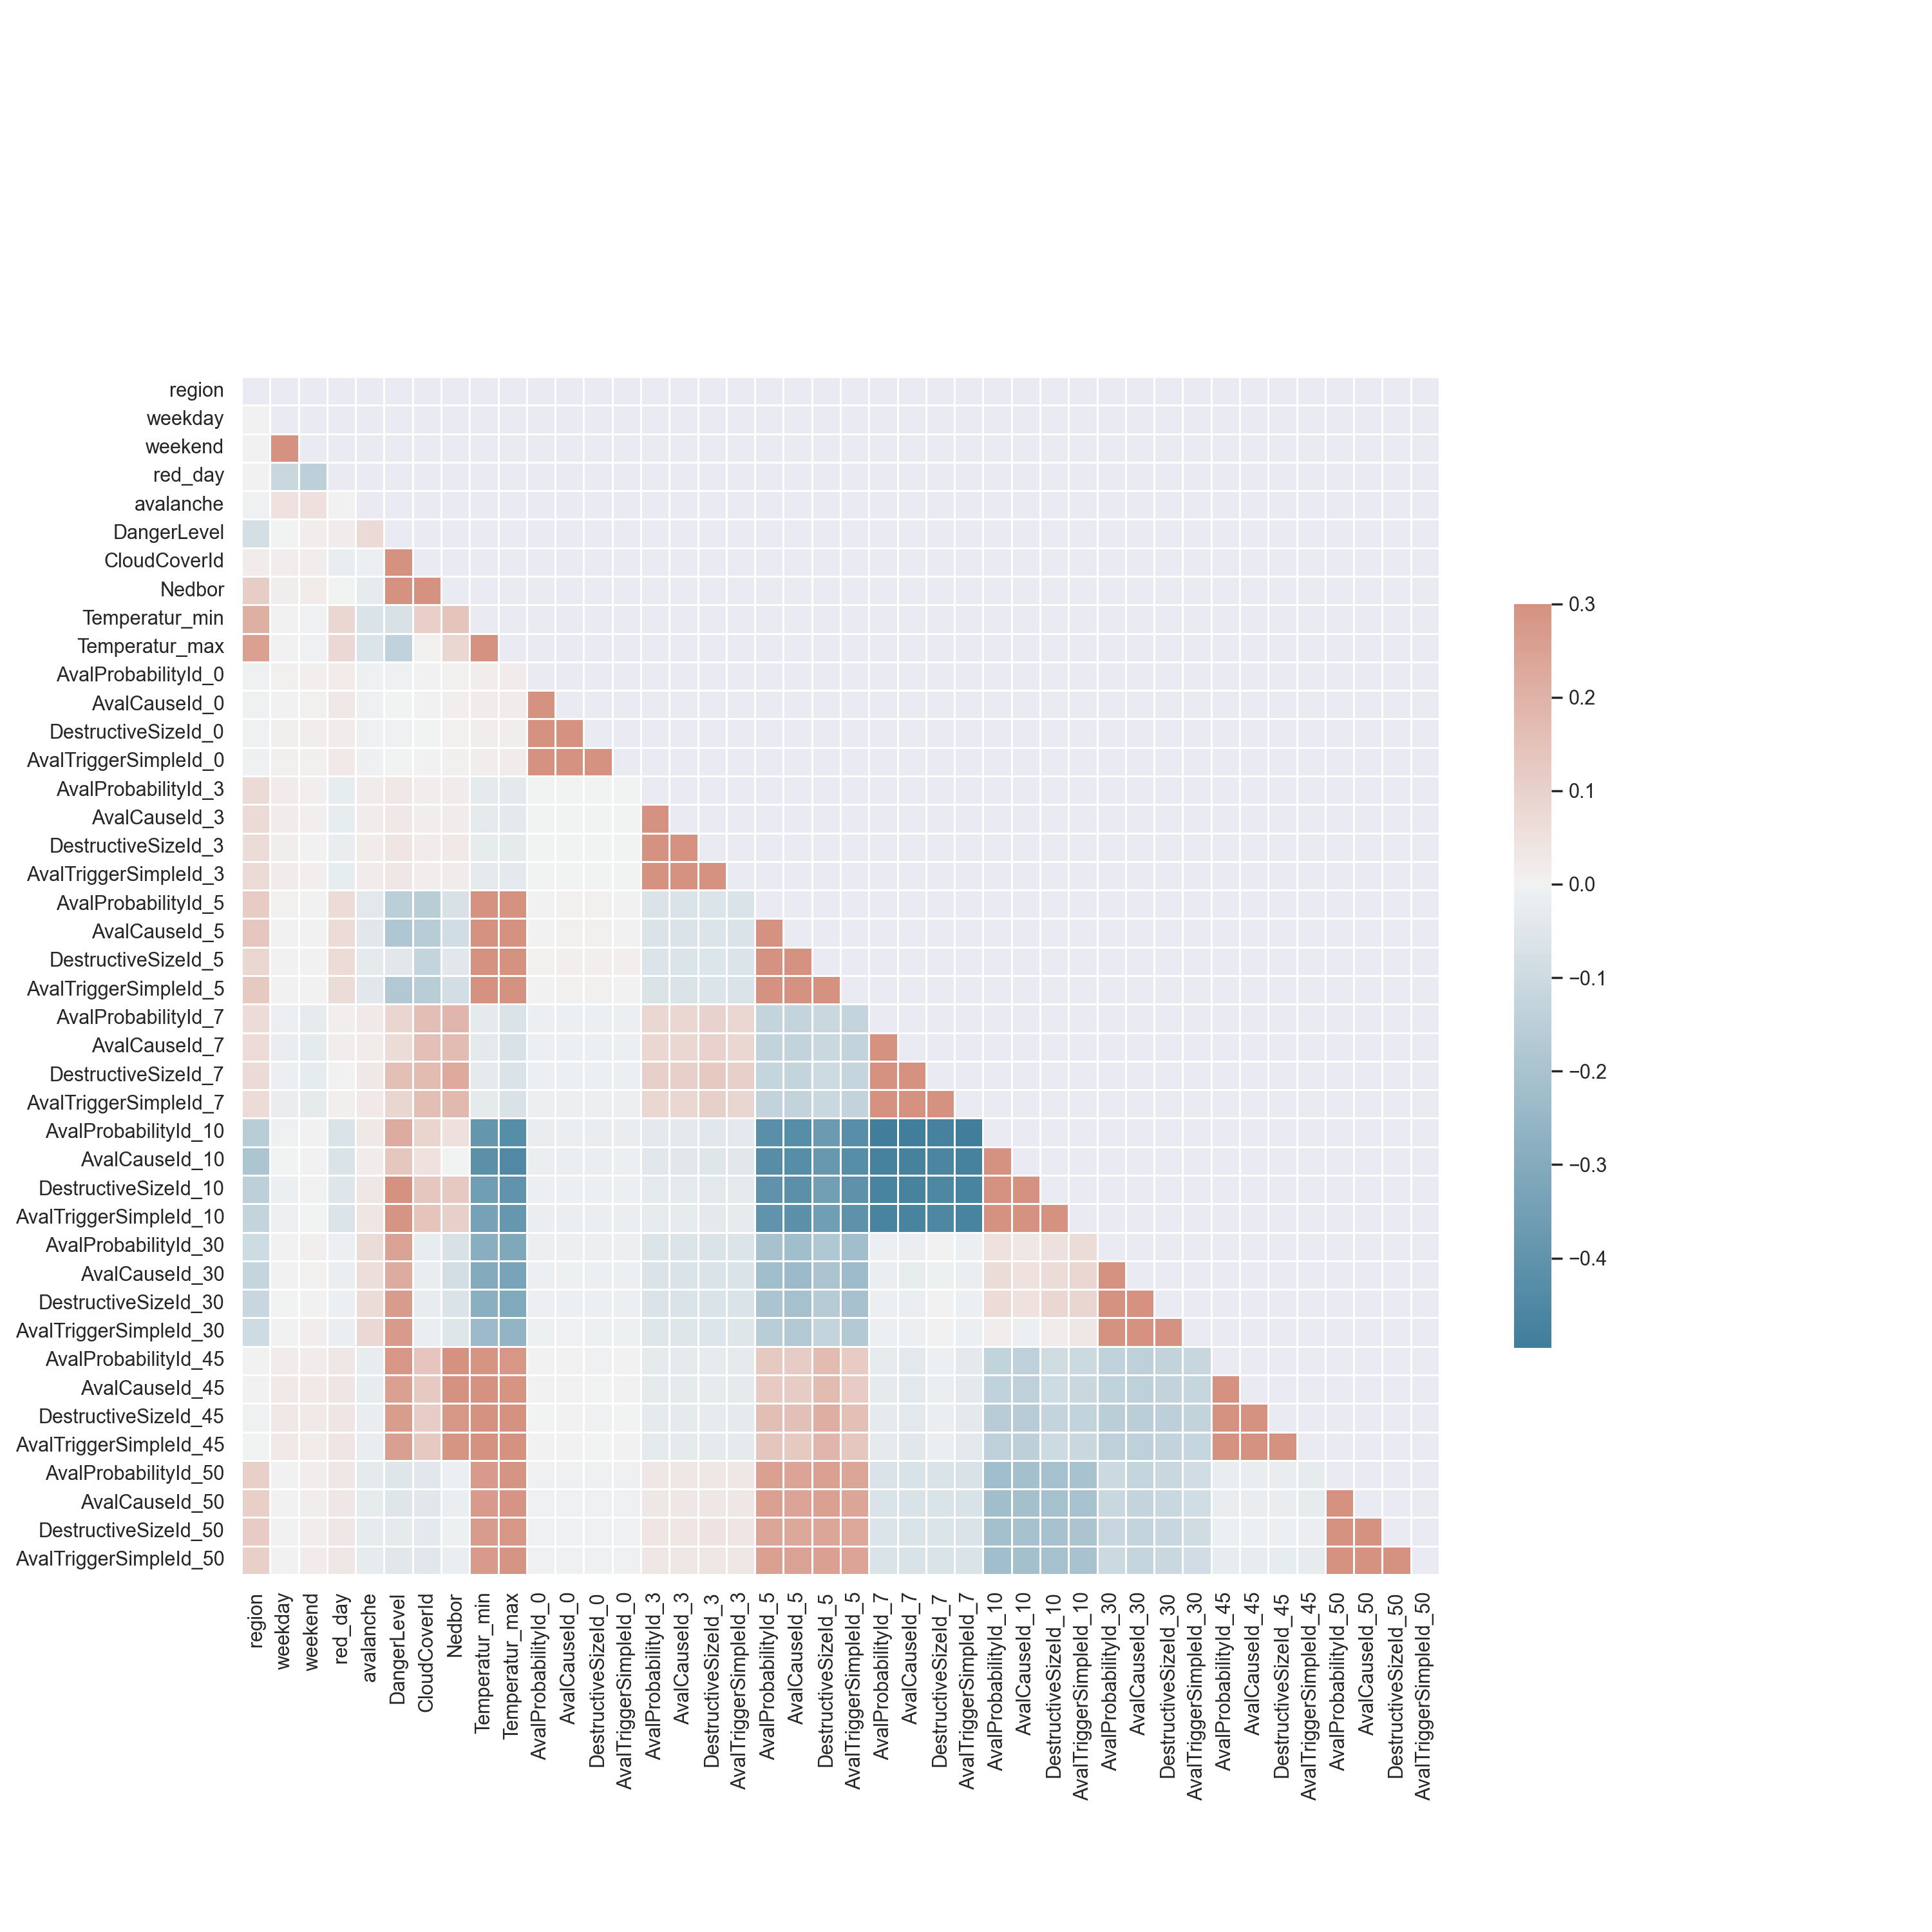 region
weekday
weekend
red_day
avalanche
DangerLevel
CloudCoverId
Nedbor
Temperatur_min
Temperatur_max
AvalProbabilityId_0
AvalCauseId_0
DestructiveSizeId_0
AvalTriggerSimpleId_0
AvalProbabilityId_3
AvalCauseId_3
DestructiveSizeId_3
AvalTriggerSimpleId_3
AvalProbabilityId_5
AvalCauseId_5
DestructiveSizeId_5
AvalTriggerSimpleId_5
AvalProbabilityId_7
AvalCauseId_7
DestructiveSizeId_7
AvalTriggerSimpleId_7
AvalProbabilityId_10
AvalCauseId_10
DestructiveSizeId_10
AvalTriggerSimpleId_10
AvalProbabilityId_30
AvalCauseId_30
DestructiveSizeId_30
AvalTriggerSimpleId_30
AvalProbabilityId_45
AvalCauseId_45
DestructiveSizeId_45
AvalTriggerSimpleId_45
AvalProbabilityId_50
AvalCauseId_50
DestructiveSizeId_50
AvalTriggerSimpleId_50
region
weekday
weekend
red_day
avalanche
DangerLevel
CloudCoverId
Nedbor
Temperatur_min
Temperatur_max
AvalProbabilityId_0
AvalCauseId_0
DestructiveSizeId_0
AvalTriggerSimpleId_0
AvalProbabilityId_3
AvalCauseId_3
DestructiveSizeId_3
AvalTriggerSimpleId_3
AvalProbabilityId_5
AvalCauseId_5
DestructiveSizeId_5
AvalTriggerSimpleId_5
AvalProbabilityId_7
AvalCauseId_7
DestructiveSizeId_7
AvalTriggerSimpleId_7
AvalProbabilityId_10
AvalCauseId_10
DestructiveSizeId_10
AvalTriggerSimpleId_10
AvalProbabilityId_30
AvalCauseId_30
DestructiveSizeId_30
AvalTriggerSimpleId_30
AvalProbabilityId_45
AvalCauseId_45
DestructiveSizeId_45
AvalTriggerSimpleId_45
AvalProbabilityId_50
AvalCauseId_50
DestructiveSizeId_50
AvalTriggerSimpleId_50
0.3
0.2
0.1
0.0
−0.1
−0.2
−0.3
−0.4